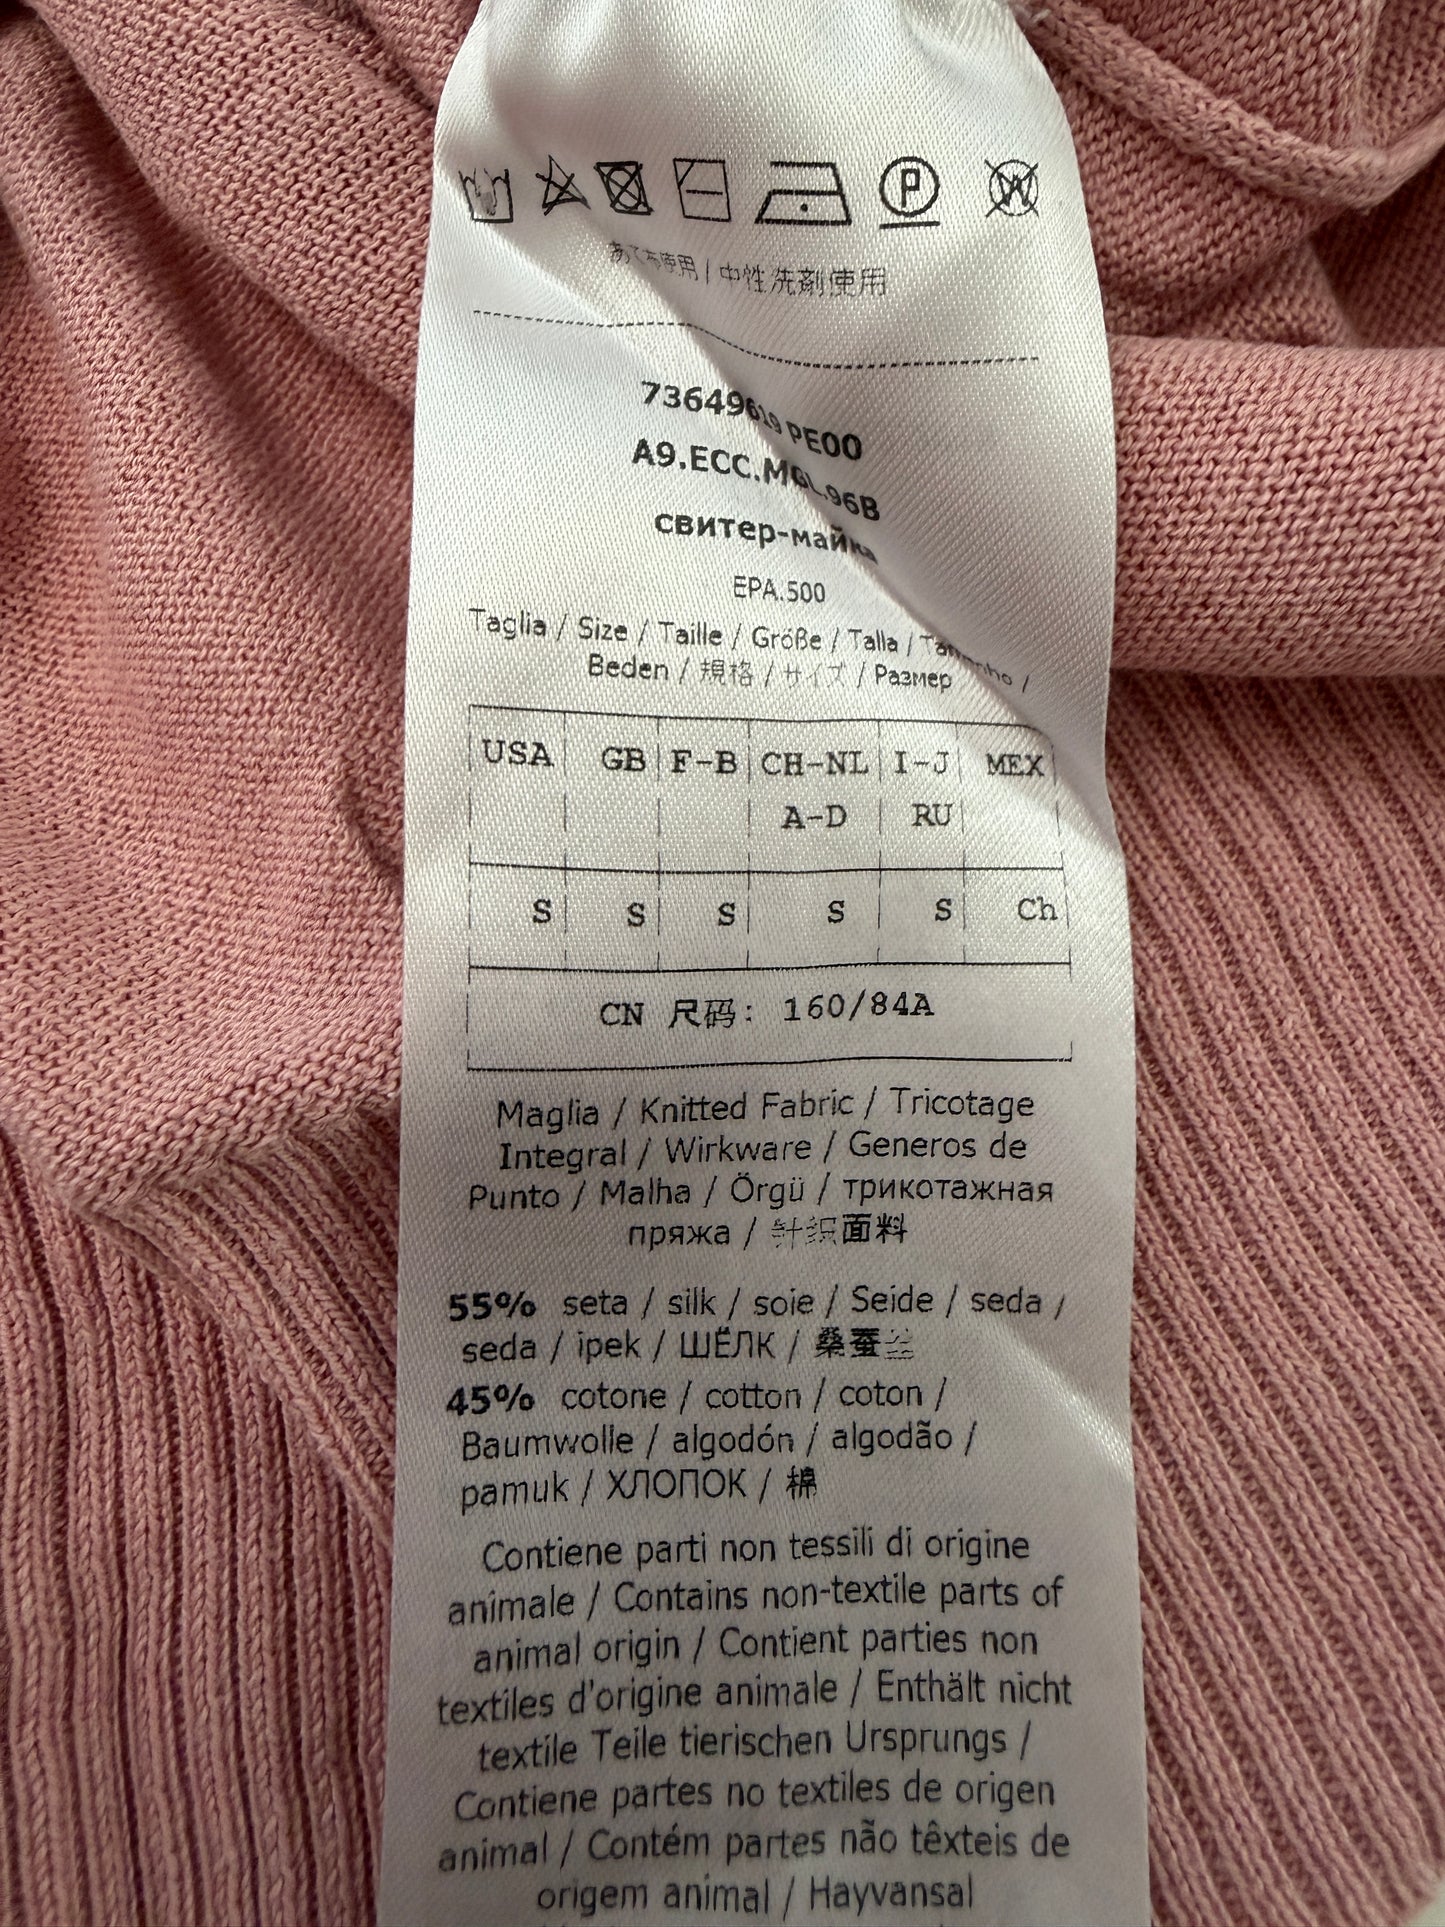 P W
あて布使用 / 中性洗剤使用
73649619 PE00
A9.ECC.MGL.96B
свитер-майка
EPA.500
Taglia / Size / Taille / Größe / Talla / Tamanho /
Beden / 規格 / サイズ / Размер
USA GB F-B CH-NL I-J MEX
A-D RU
S S S S S Ch
CN 尺码: 160/84A
Maglia / Knitted Fabric / Tricotage
Integral / Wirkware / Generos de
Punto / Malha / Örgü / трикотажная
пряжа / 针织面料
55% seta / silk / soie / Seide / seda /
seda / ipek / ШЁЛК / 桑蚕丝
45% cotone / cotton / coton /
Baumwolle / algodón / algodão /
pamuk / ХЛОПОК / 棉
Contiene parti non tessili di origine
animale / Contains non-textile parts of
animal origin / Contient parties non
textiles d'origine animale / Enthält nicht
textile Teile tierischen Ursprungs /
Contiene partes no textiles de origen
animal / Contém partes não têxteis de
origem animal / Hayvansal